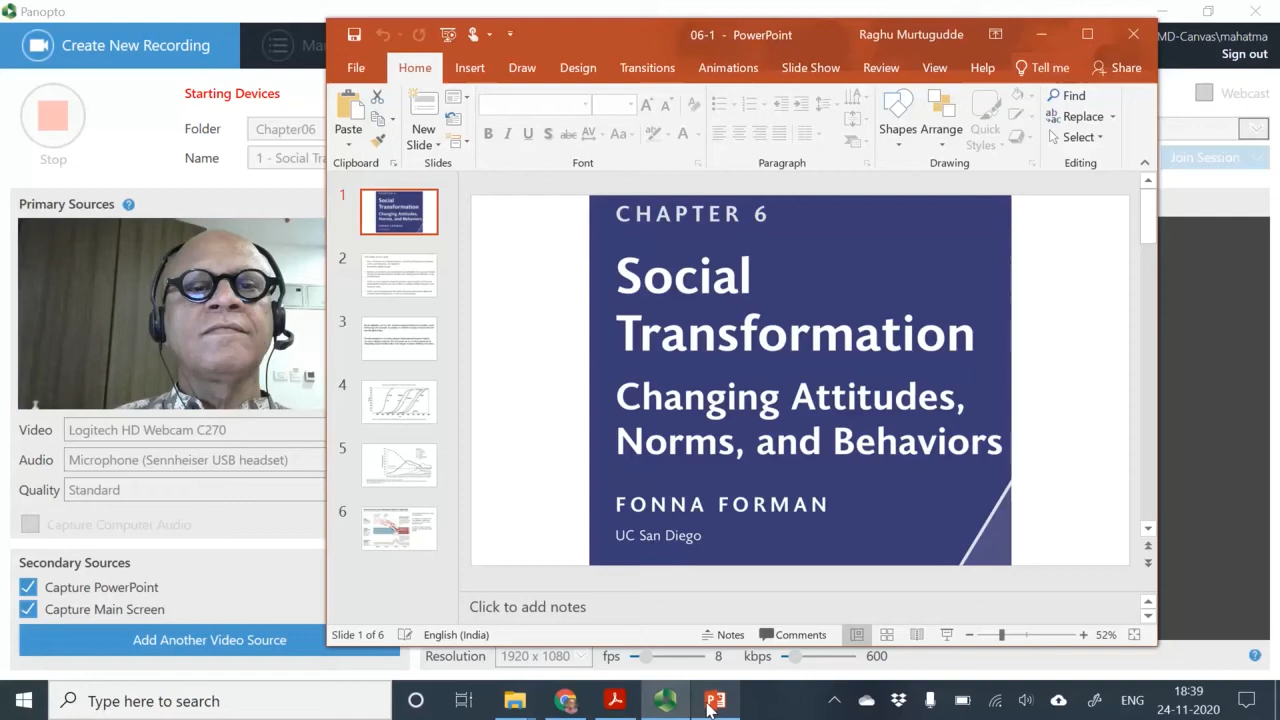 Panopto
Create New Recording
MD-Canvas\mahatma
Sign out
Starting Devices
Webcast
Folder
Chapter06
Name
Join Session
Stop
Primary Sources
Video
Logitech HD Webcam C270
Audio
Microphone (Sennheiser USB headset)
Quality
Standard
Secondary Sources
Capture PowerPoint
Capture Main Screen
Add Another Video Source
Resolution
1920 x 1080
fps
8
kbps
600
06-1 - PowerPoint
Raghu Murtugudde
File
Home
Insert
Draw
Design
Transitions
Animations
Slide Show
Review
View
Help
Tell me
Share
Paste
New
Slide
Shapes
Arrange
Quick
Styles
Find
Replace
Select
Clipboard
Slides
Font
Paragraph
Drawing
Editing
1
2
3
4
5
6
CHAPTER 6
Social
Transformation
Changing Attitudes,
Norms, and Behaviors
FONNA FORMAN
UC San Diego
Click to add notes
Slide 1 of 6
English (India)
Notes
Comments
52%
Type here to search
ENG
18:39
24-11-2020